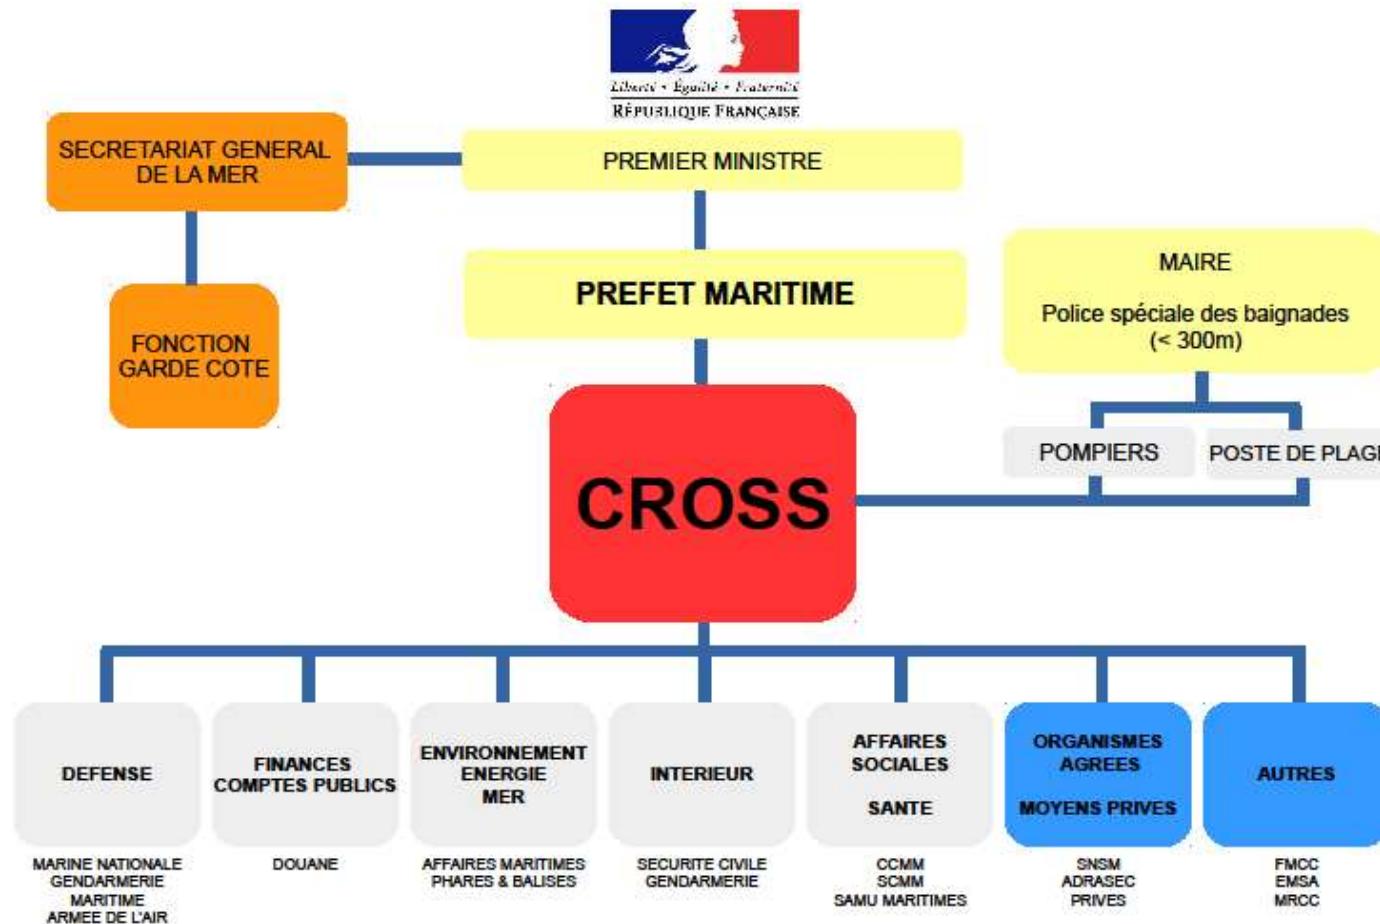 Liberté • Égalité • Fraternité
RÉPUBLIQUE FRANÇAISE
SECRETARIAT GENERAL
DE LA MER
PREMIER MINISTRE
PREFET MARITIME
MAIRE
Police spéciale des baignades
(< 300m)
FONCTION
GARDE COTE
POMPIERS
POSTE DE PLAGE
CROSS
DEFENSE
FINANCES
COMPTES PUBLICS
ENVIRONNEMENT
ENERGIE
MER
INTERIEUR
AFFAIRES
SOCIALES
SANTE
ORGANISMES
AGREES
MOYENS PRIVES
AUTRES
MARINE NATIONALE
GENDARMERIE
MARITIME
ARMEE DE L'AIR
DOUANE
AFFAIRES MARITIMES
PHARES & BALISES
SECURITE CIVILE
GENDARMERIE
CCMM
SCMM
SAMU MARITIMES
SNSM
ADRASEC
PRIVES
FMCC
EMSA
MRCC